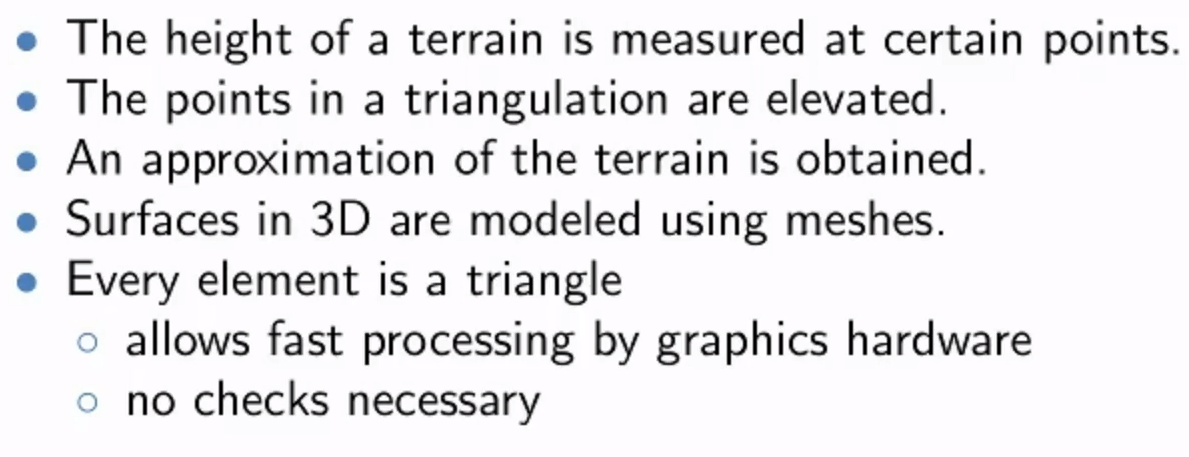 • The height of a terrain is measured at certain points.
• The points in a triangulation are elevated.
• An approximation of the terrain is obtained.
• Surfaces in 3D are modeled using meshes.
• Every element is a triangle
○ allows fast processing by graphics hardware
○ no checks necessary